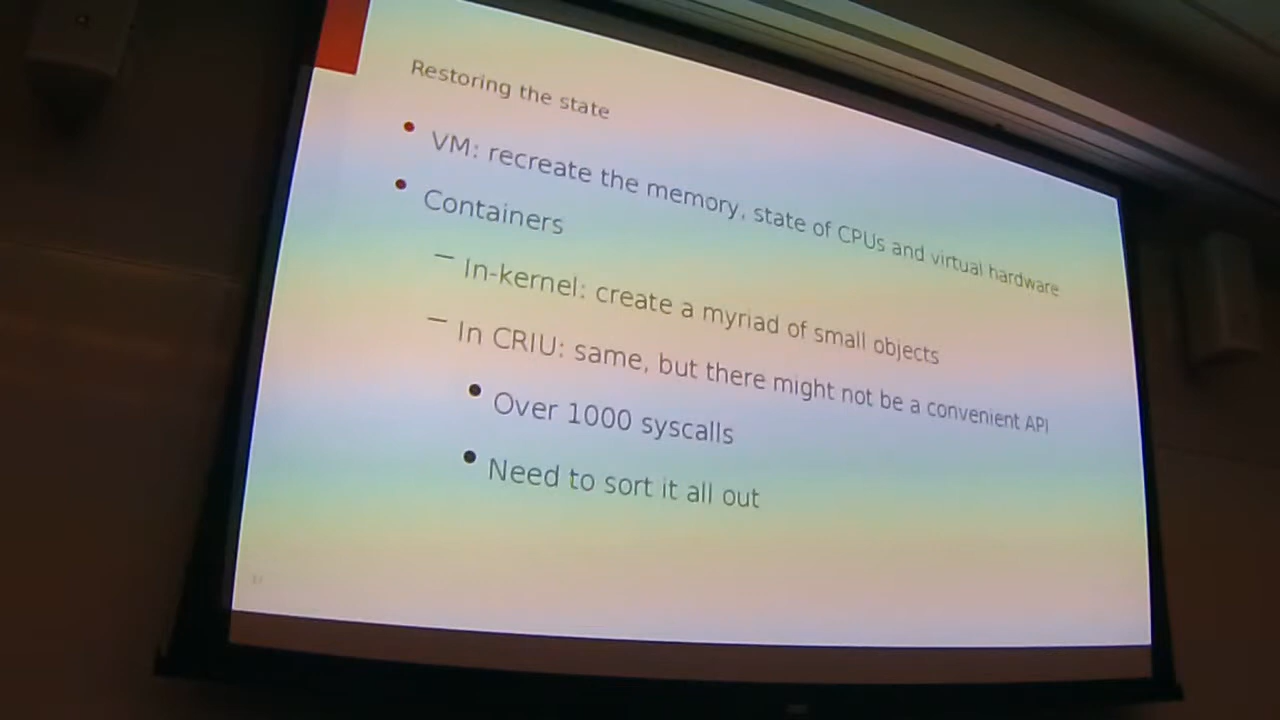 Restoring the state
• VM: recreate the memory, state of CPUs and virtual hardware
• Containers
– In-kernel: create a myriad of small objects
– In CRIU: same, but there might not be a convenient API
• Over 1000 syscalls
• Need to sort it all out